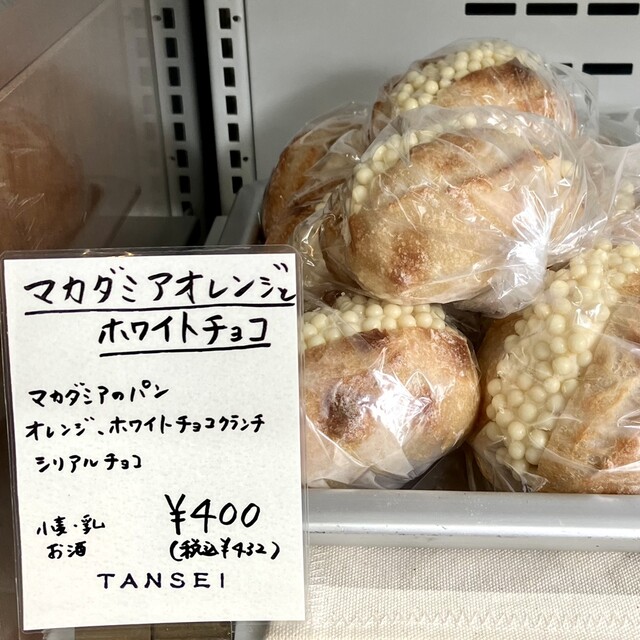 マカダミアオレンジと
ホワイトチョコ
マカダミアのパン
オレンジ、ホワイトチョコクランチ
シリアルチョコ
小麦・乳
お酒
¥400
(税込¥432)
TANSEI